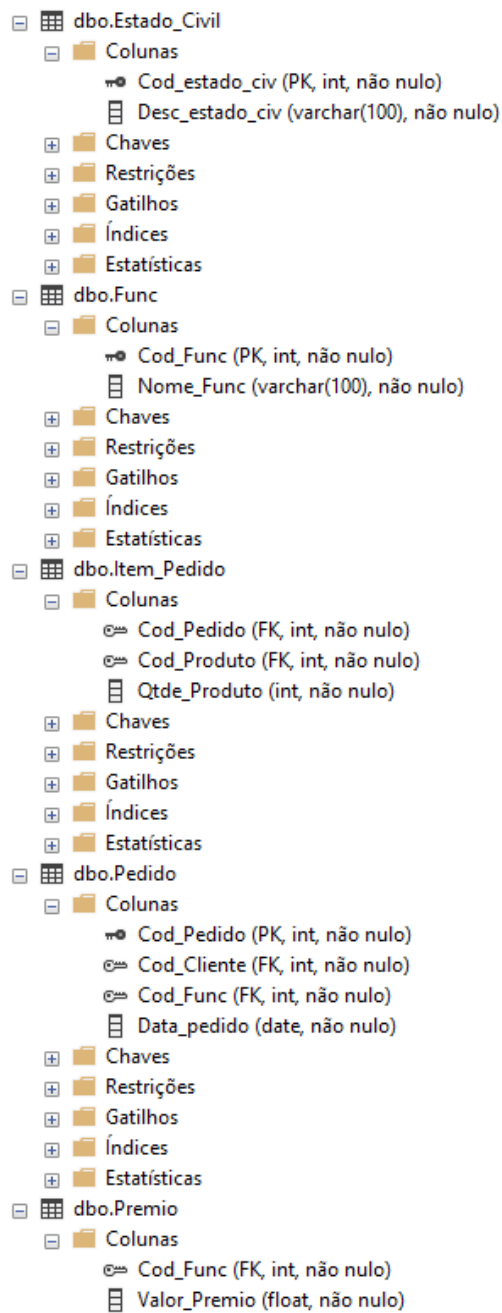 dbo.Estado_Civil
Colunas
Cod_estado_civ (PK, int, não nulo)
Desc_estado_civ (varchar(100), não nulo)
Chaves
Restrições
Gatilhos
Índices
Estatísticas
dbo.Func
Colunas
Cod_Func (PK, int, não nulo)
Nome_Func (varchar(100), não nulo)
Chaves
Restrições
Gatilhos
Índices
Estatísticas
dbo.Item_Pedido
Colunas
Cod_Pedido (FK, int, não nulo)
Cod_Produto (FK, int, não nulo)
Qtde_Produto (int, não nulo)
Chaves
Restrições
Gatilhos
Índices
Estatísticas
dbo.Pedido
Colunas
Cod_Pedido (PK, int, não nulo)
Cod_Cliente (FK, int, não nulo)
Cod_Func (FK, int, não nulo)
Data_pedido (date, não nulo)
Chaves
Restrições
Gatilhos
Índices
Estatísticas
dbo.Premio
Colunas
Cod_Func (FK, int, não nulo)
Valor_Premio (float, não nulo)